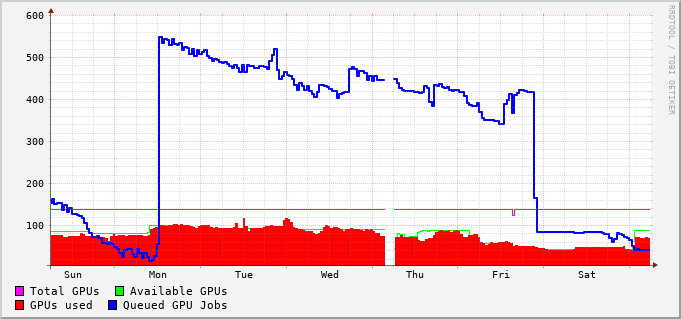 600
500
400
300
200
100
Sun Mon Tue Wed Thu Fri Sat
Total GPUs Available GPUs
GPUs used Queued GPU Jobs
RRDTOOL / TOBI OETIKER